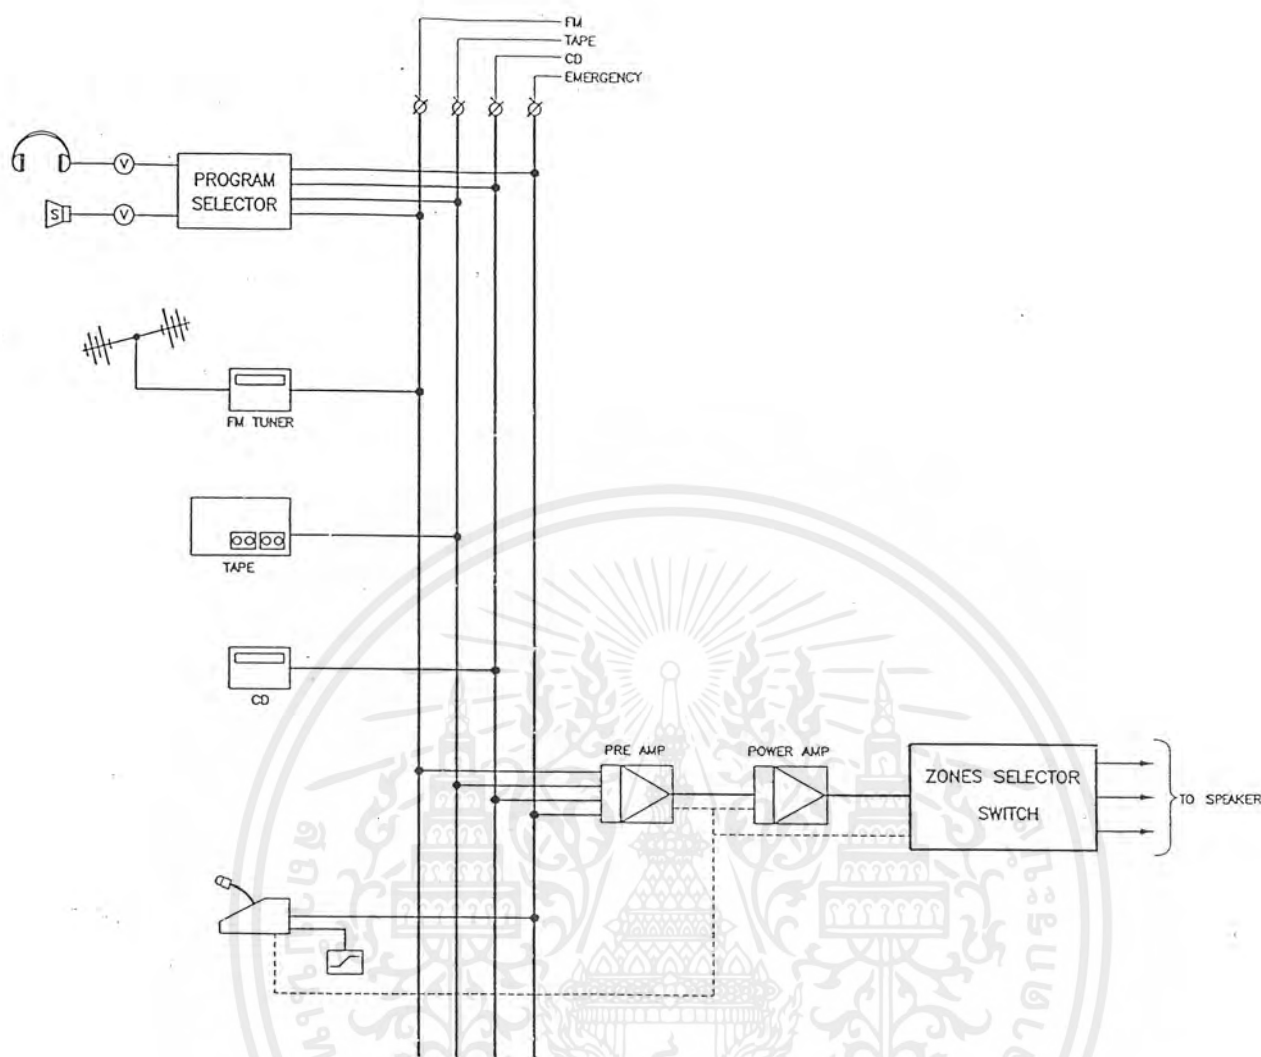 FM
TAPE
CD
EMERGENCY
V
PROGRAM
SELECTOR
S
V
FM TUNER
TAPE
CD
PRE AMP
POWER AMP
ZONES SELECTOR
SWITCH
TO SPEAKER